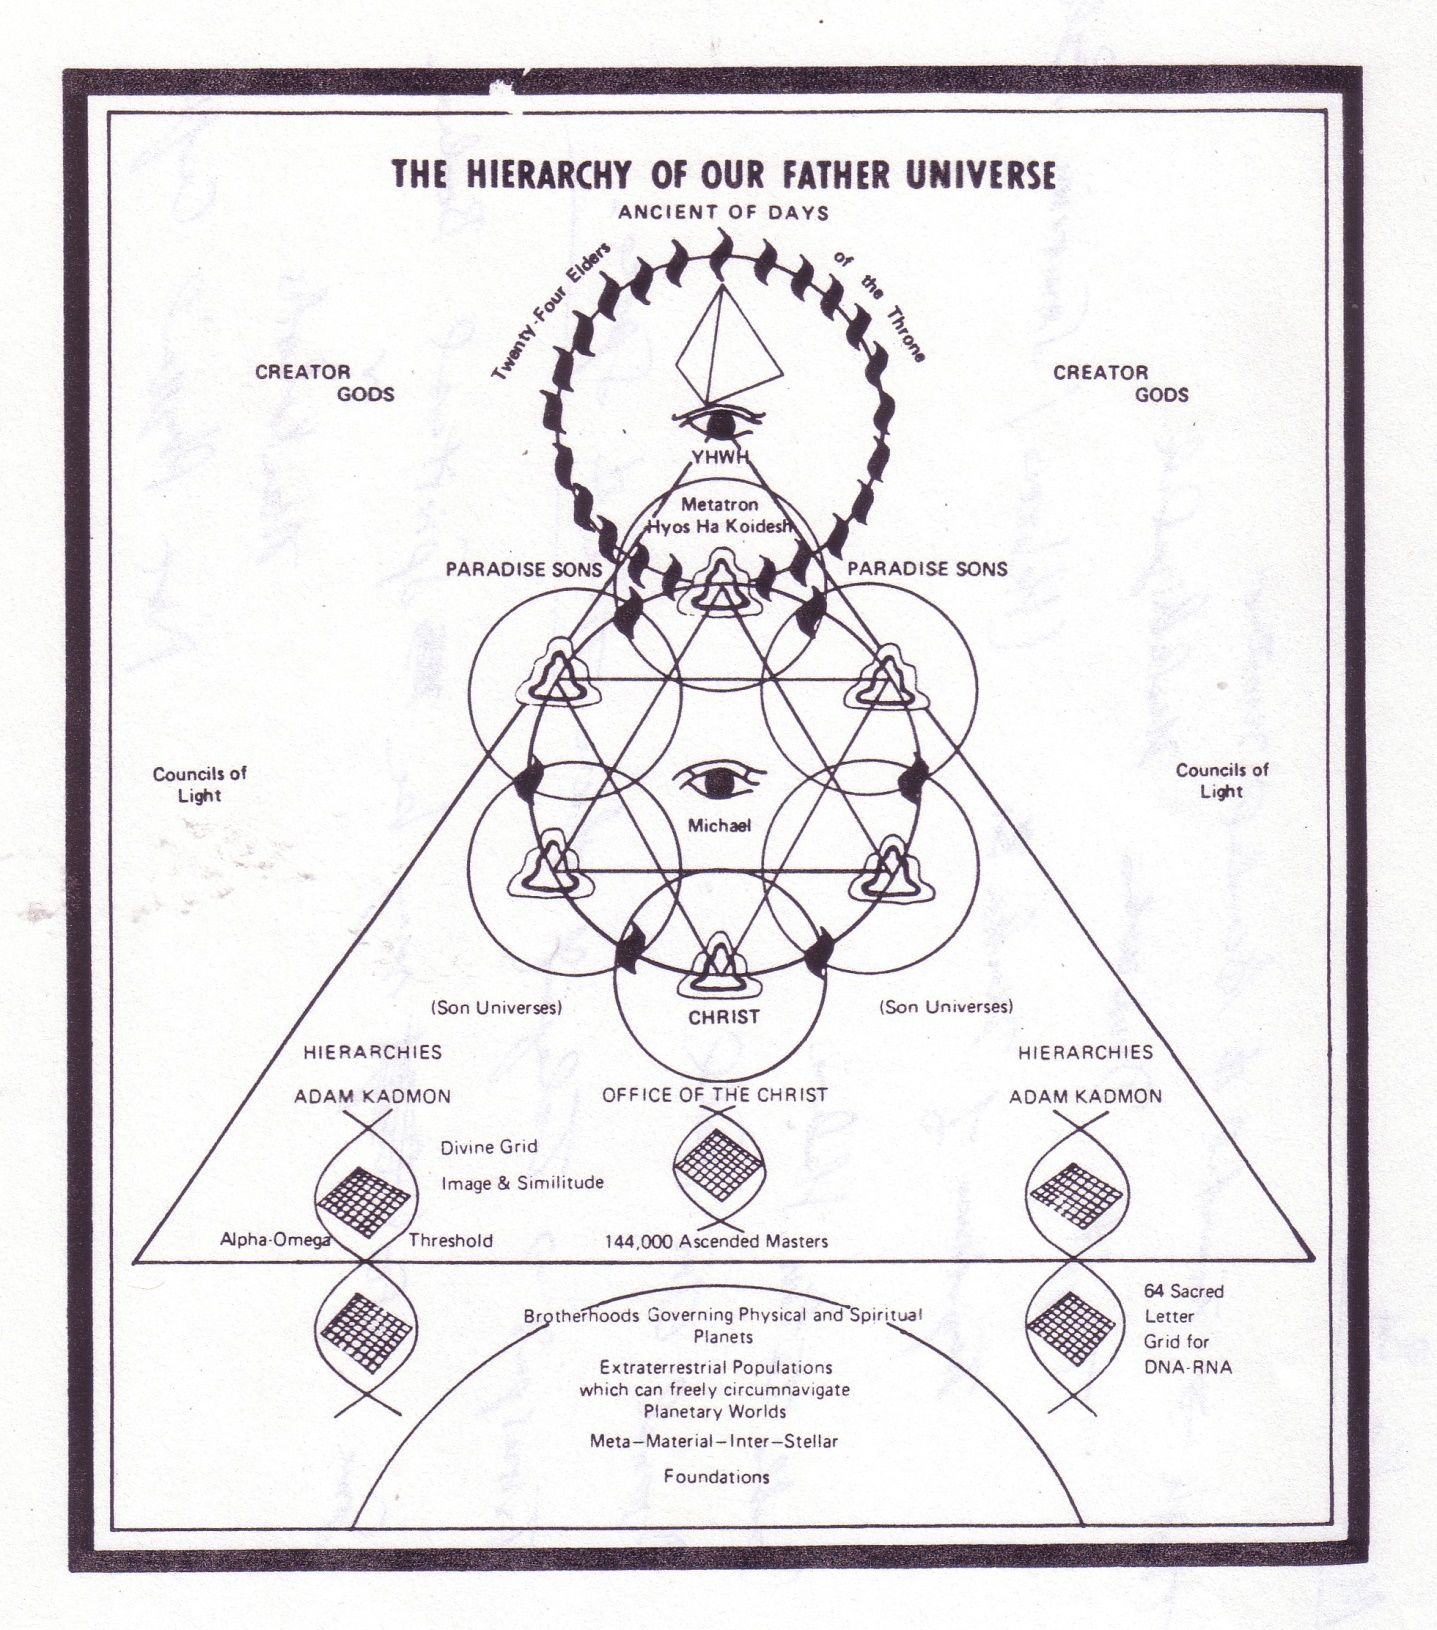 THE HIERARCHY OF OUR FATHER UNIVERSE
ANCIENT OF DAYS
Twenty-Four Elders
of the Throne
CREATOR
GODS
CREATOR
GODS
YHWH
Metatron
Hyos Ha Koidesh
PARADISE SONS
PARADISE SONS
Councils of
Light
Councils of
Light
Michael
(Son Universes)
CHRIST
(Son Universes)
HIERARCHIES
HIERARCHIES
ADAM KADMON
OFFICE OF THE CHRIST
ADAM KADMON
Divine Grid
Image & Similitude
Alpha-Omega
Threshold
144,000 Ascended Masters
Brotherhoods Governing Physical and Spiritual
Planets
Extraterrestrial Populations
which can freely circumnavigate
Planetary Worlds
Meta-Material-Inter-Stellar
Foundations
64 Sacred
Letter
Grid for
DNA-RNA